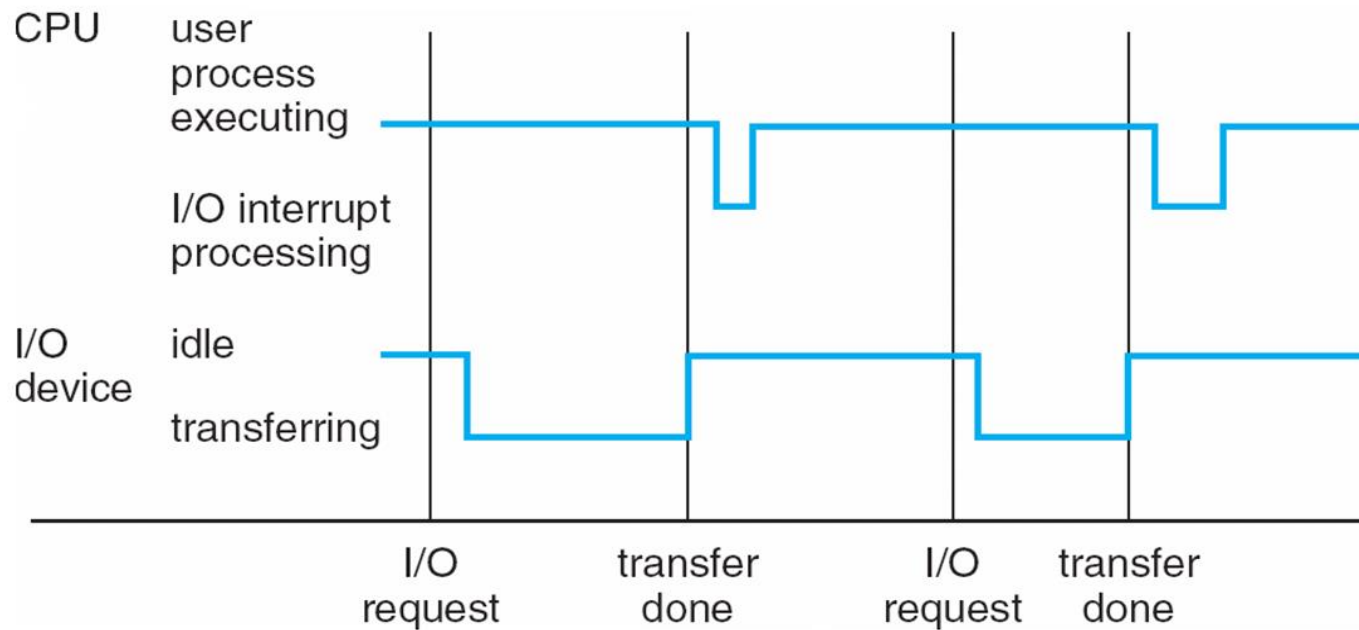 CPU user
process
executing
I/O interrupt
processing
I/O idle
device
transferring
I/O transfer I/O transfer
request done request done